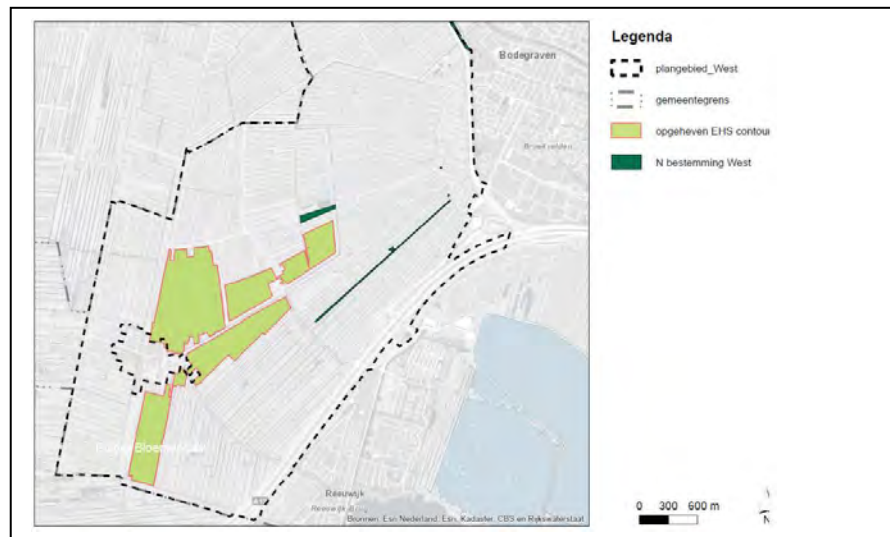 Legenda
plangebied_West
gemeentegrens
opgeheven EHS contour
N bestemming West
Bodegraven
Broekvelden
Reeuwijk
Bronnen: Esri Nederland, Esri, Kadaster, CBS en Rijkswaterstaat
0 300 600 m
N